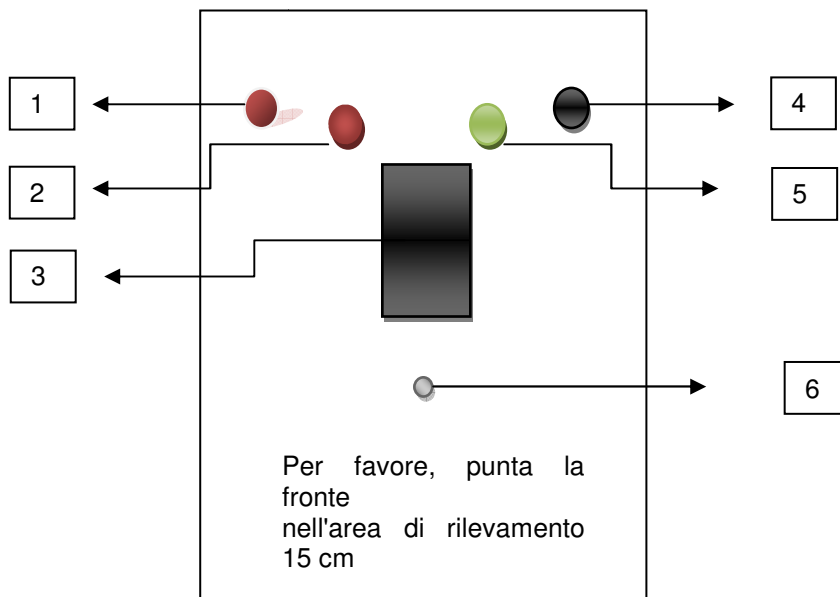 1
4
2
5
3
6
Per favore, punta la
fronte
nell'area di rilevamento
15 cm